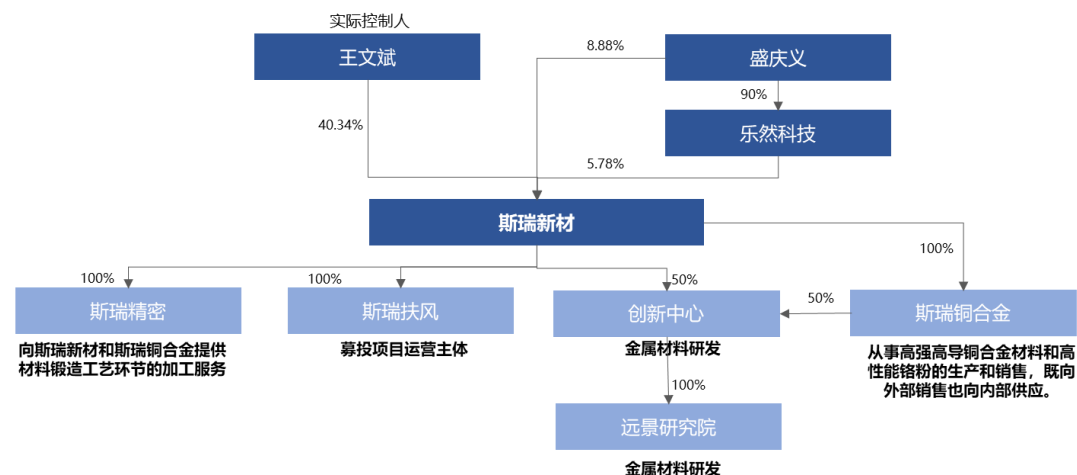 实际控制人
王文斌
盛庆义
8.88%
90%
乐然科技
40.34%
5.78%
斯瑞新材
100%
100%
50%
100%
斯瑞精密
斯瑞扶风
创新中心
50%
斯瑞铜合金
向斯瑞新材和斯瑞铜合金提供
材料锻造工艺环节的加工服务
募投项目运营主体
金属材料研发
从事高强高导铜合金材料和高
性能铬粉的生产和销售，既向
外部销售也向内部供应。
100%
远景研究院
金属材料研发